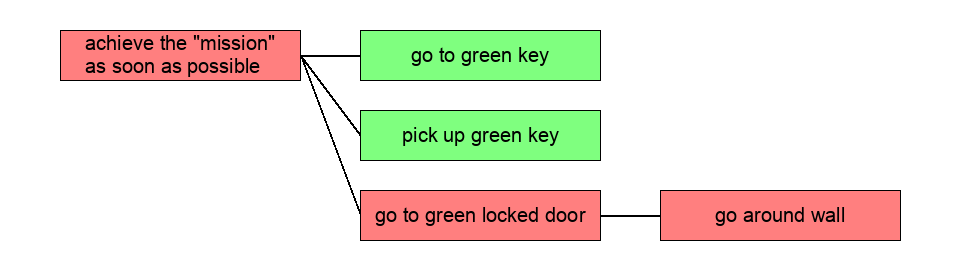 achieve the "mission"
as soon as possible
go to green key
pick up green key
go to green locked door
go around wall